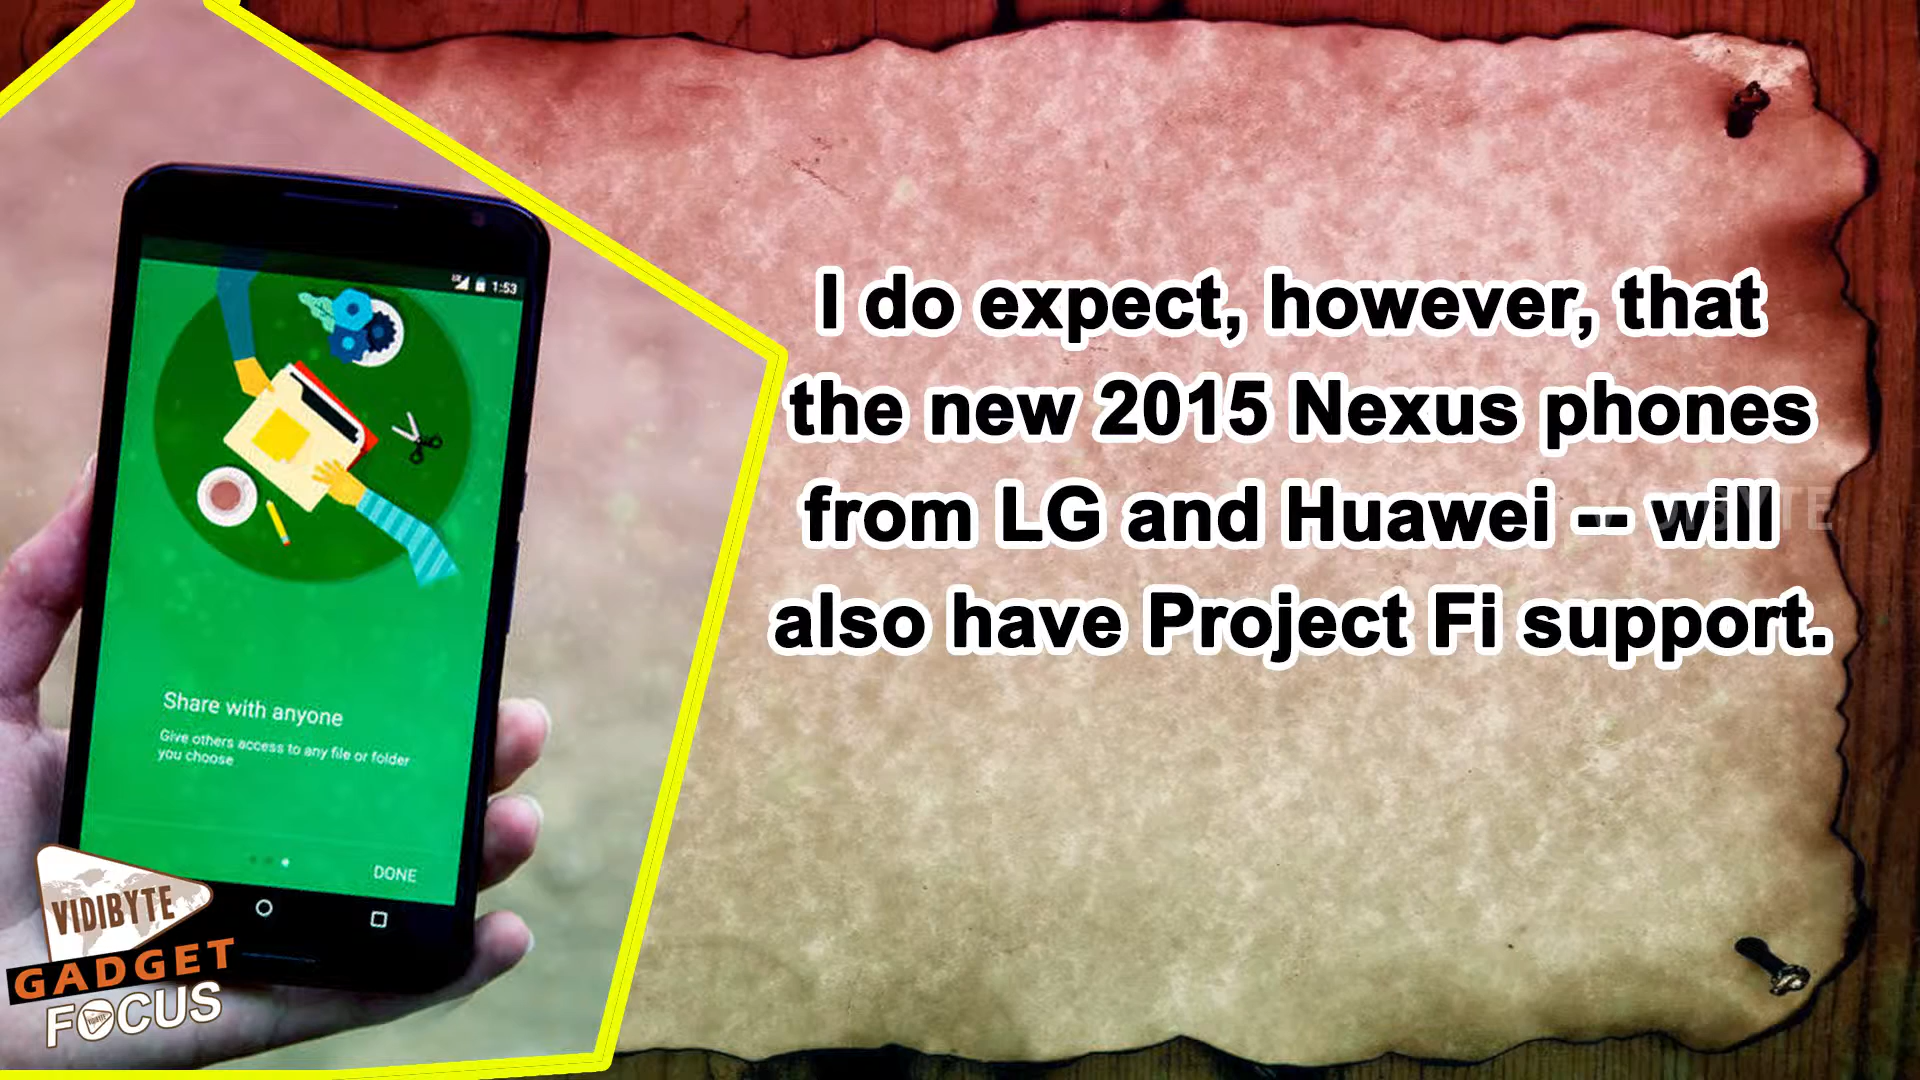 I do expect, however, that
the new 2015 Nexus phones
from LG and Huawei -- will
also have Project Fi support.
1:53
Share with anyone
Give others access to any file or folder
you choose
DONE
VIDIBYTE
GADGET
FOCUS